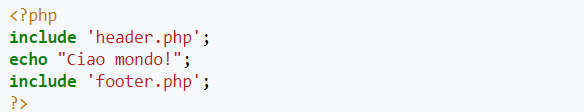 <?php
include 'header.php';
echo "Ciao mondo!";
include 'footer.php';
?>